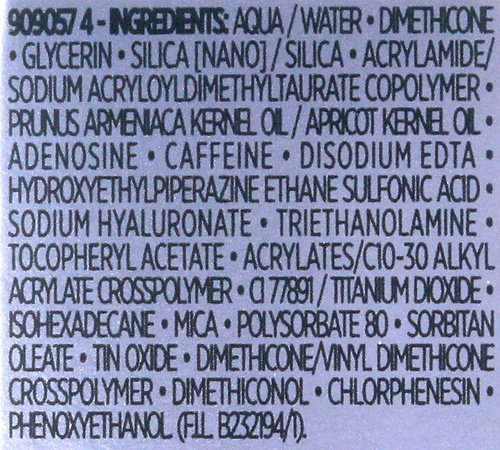 909057 4 - INGREDIENTS: AQUA / WATER • DIMETHICONE
• GLYCERIN • SILICA [NANO] / SILICA • ACRYLAMIDE/
SODIUM ACRYLOYLDIMETHYLTAURATE COPOLYMER •
PRUNUS ARMENIACA KERNEL OIL / APRICOT KERNEL OIL •
ADENOSINE • CAFFEINE • DISODIUM EDTA •
HYDROXYETHYLPIPERAZINE ETHANE SULFONIC ACID •
SODIUM HYALURONATE • TRIETHANOLAMINE •
TOCOPHERYL ACETATE • ACRYLATES/C10-30 ALKYL
ACRYLATE CROSSPOLYMER • CI 77891 / TITANIUM DIOXIDE •
ISOHEXADECANE • MICA • POLYSORBATE 80 • SORBITAN
OLEATE • TIN OXIDE • DIMETHICONE/VINYL DIMETHICONE
CROSSPOLYMER • DIMETHICONOL • CHLORPHENESIN •
PHENOXYETHANOL (F.I.L. B232194/1).